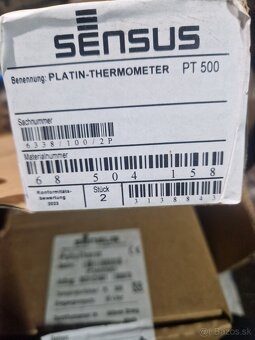 SENSUS
Benennung: PLATIN-THERMOMETER PT 500
Sachnummer
6338/100/2P
Materialnummer
68 504 158
Konformitäts-
bewertung
2022
Stück
2
3138843
SENSUS
bazos.sk